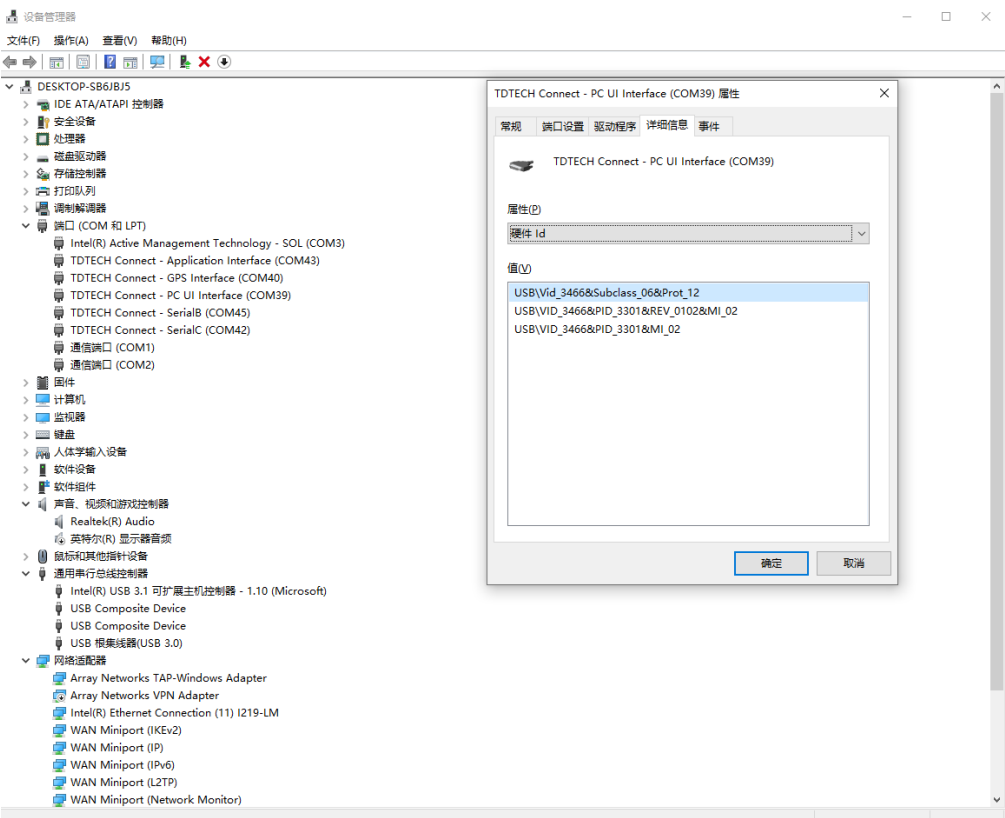 设备管理器
文件(F) 操作(A) 查看(V) 帮助(H)
DESKTOP-SB6JBJ5
IDE ATA/ATAPI 控制器
安全设备
处理器
磁盘驱动器
存储控制器
打印队列
调制解调器
端口 (COM 和 LPT)
Intel(R) Active Management Technology - SOL (COM3)
TDTECH Connect - Application Interface (COM43)
TDTECH Connect - GPS Interface (COM40)
TDTECH Connect - PC UI Interface (COM39)
TDTECH Connect - SerialB (COM45)
TDTECH Connect - SerialC (COM42)
通信端口 (COM1)
通信端口 (COM2)
固件
计算机
监视器
键盘
人体学输入设备
软件设备
软件组件
声音、视频和游戏控制器
Realtek(R) Audio
英特尔(R) 显示器音频
鼠标和其他指针设备
通用串行总线控制器
Intel(R) USB 3.1 可扩展主机控制器 - 1.10 (Microsoft)
USB Composite Device
USB Composite Device
USB 根集线器(USB 3.0)
网络适配器
Array Networks TAP-Windows Adapter
Array Networks VPN Adapter
Intel(R) Ethernet Connection (11) I219-LM
WAN Miniport (IKEv2)
WAN Miniport (IP)
WAN Miniport (IPv6)
WAN Miniport (L2TP)
WAN Miniport (Network Monitor)
TDTECH Connect - PC UI Interface (COM39) 属性
常规 端口设置 驱动程序 详细信息 事件
TDTECH Connect - PC UI Interface (COM39)
属性(P)
硬件 Id
值(V)
USB\Vid_3466&Subclass_06&Prot_12
USB\VID_3466&PID_3301&REV_0102&MI_02
USB\VID_3466&PID_3301&MI_02
确定 取消